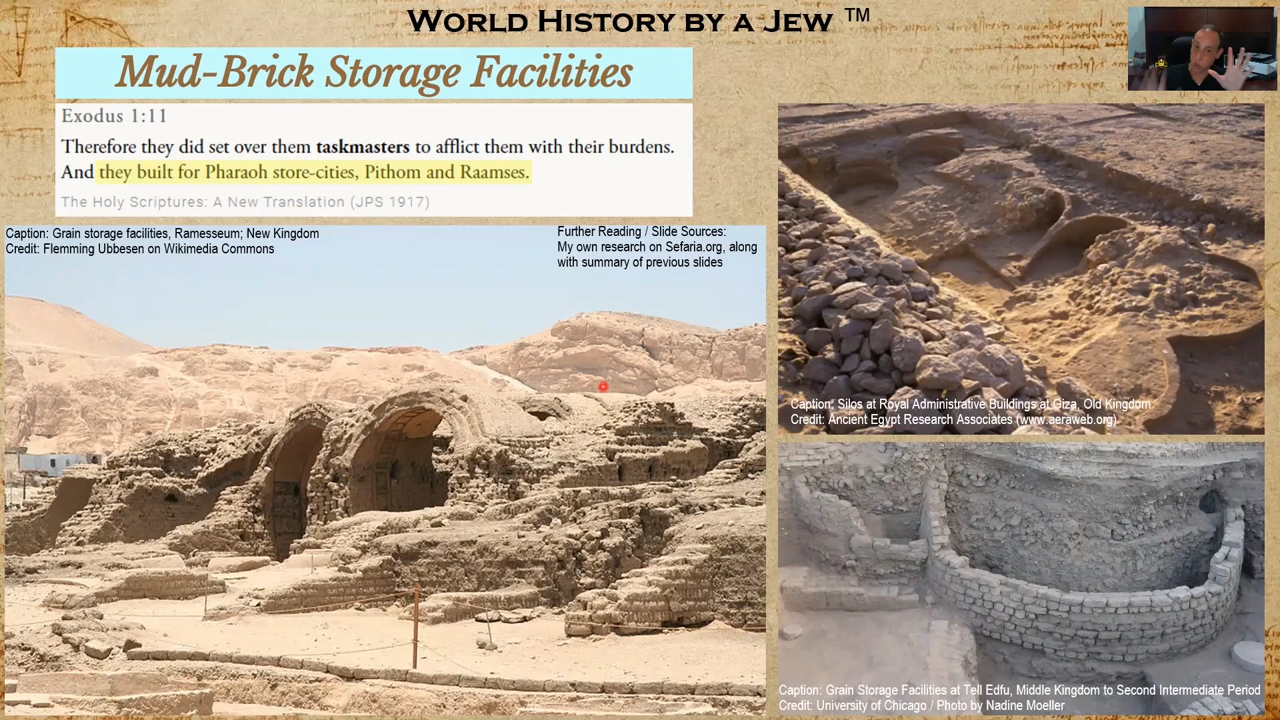 World History by a Jew ™
Mud-Brick Storage Facilities
Exodus 1:11
Therefore they did set over them taskmasters to afflict them with their burdens.
And they built for Pharaoh store-cities, Pithom and Raamses.
The Holy Scriptures: A New Translation (JPS 1917)
Caption: Grain storage facilities, Ramesseum; New Kingdom
Credit: Flemming Ubbesen on Wikimedia Commons
Further Reading / Slide Sources:
My own research on Sefaria.org, along
with summary of previous slides
Caption: Silos at Royal Administrative Buildings at Giza, Old Kingdom
Credit: Ancient Egypt Research Associates (www.aeraweb.org)
Caption: Grain Storage Facilities at Tell Edfu, Middle Kingdom to Second Intermediate Period
Credit: University of Chicago / Photo by Nadine Moeller